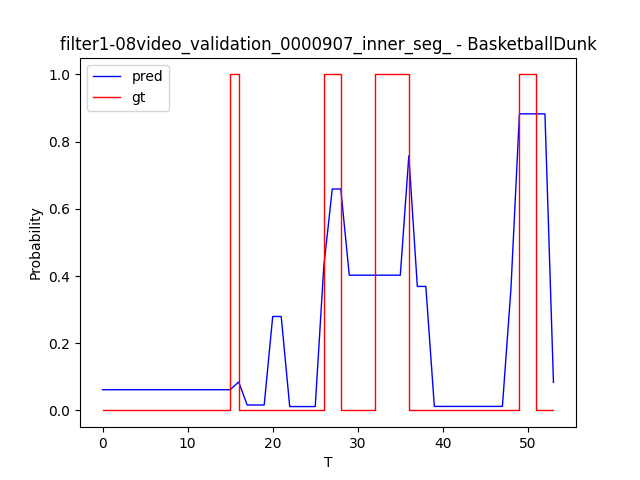 filter1-08video_validation_0000907_inner_seg_ - BasketballDunk
pred
gt
1.0
0.8
0.6
0.4
0.2
0.0
Probability
0 10 20 30 40 50
T